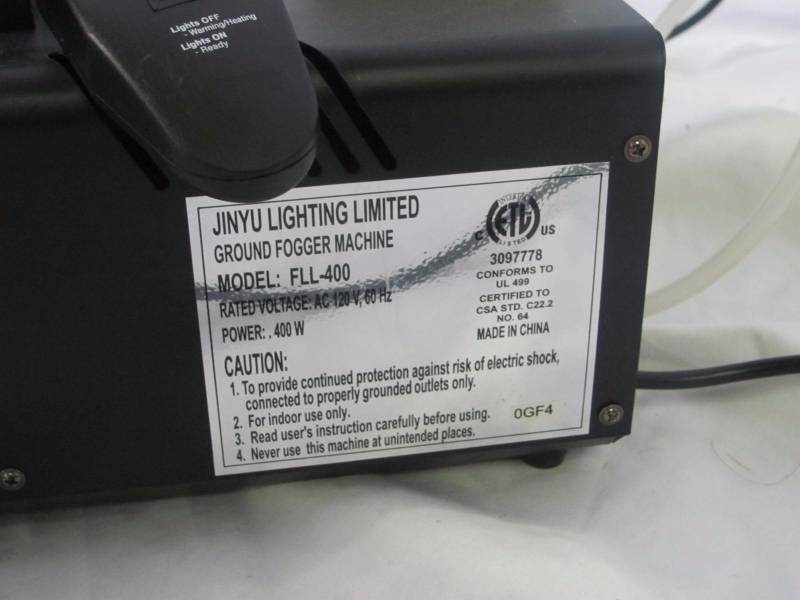 Lights OFF
- Warming/Heating
Lights ON
- Ready
JINYU LIGHTING LIMITED
GROUND FOGGER MACHINE
MODEL: FLL-400
RATED VOLTAGE: AC 120 V, 60 Hz
POWER: . 400 W
INTERTEK
C ETL US
LISTED
3097778
CONFORMS TO
UL 499
CERTIFIED TO
CSA STD. C22.2
NO. 64
MADE IN CHINA
CAUTION:
1. To provide continued protection against risk of electric shock,
connected to properly grounded outlets only.
2. For indoor use only.
3. Read user's instruction carefully before using.
4. Never use this machine at unintended places.
0GF4